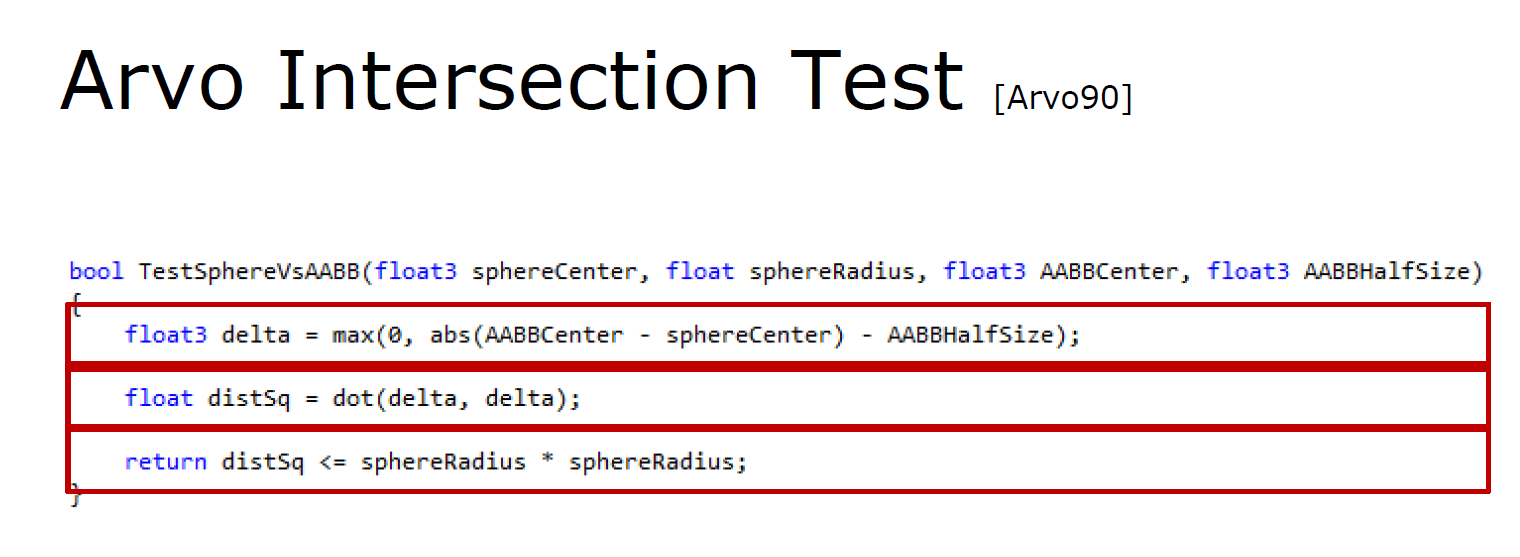 Arvo Intersection Test [Arvo90]
bool TestSphereVsAABB(float3 sphereCenter, float sphereRadius, float3 AABBCenter, float3 AABBHalfSize)
{
float3 delta = max(0, abs(AABBCenter - sphereCenter) - AABBHalfSize);
float distSq = dot(delta, delta);
return distSq <= sphereRadius * sphereRadius;
}